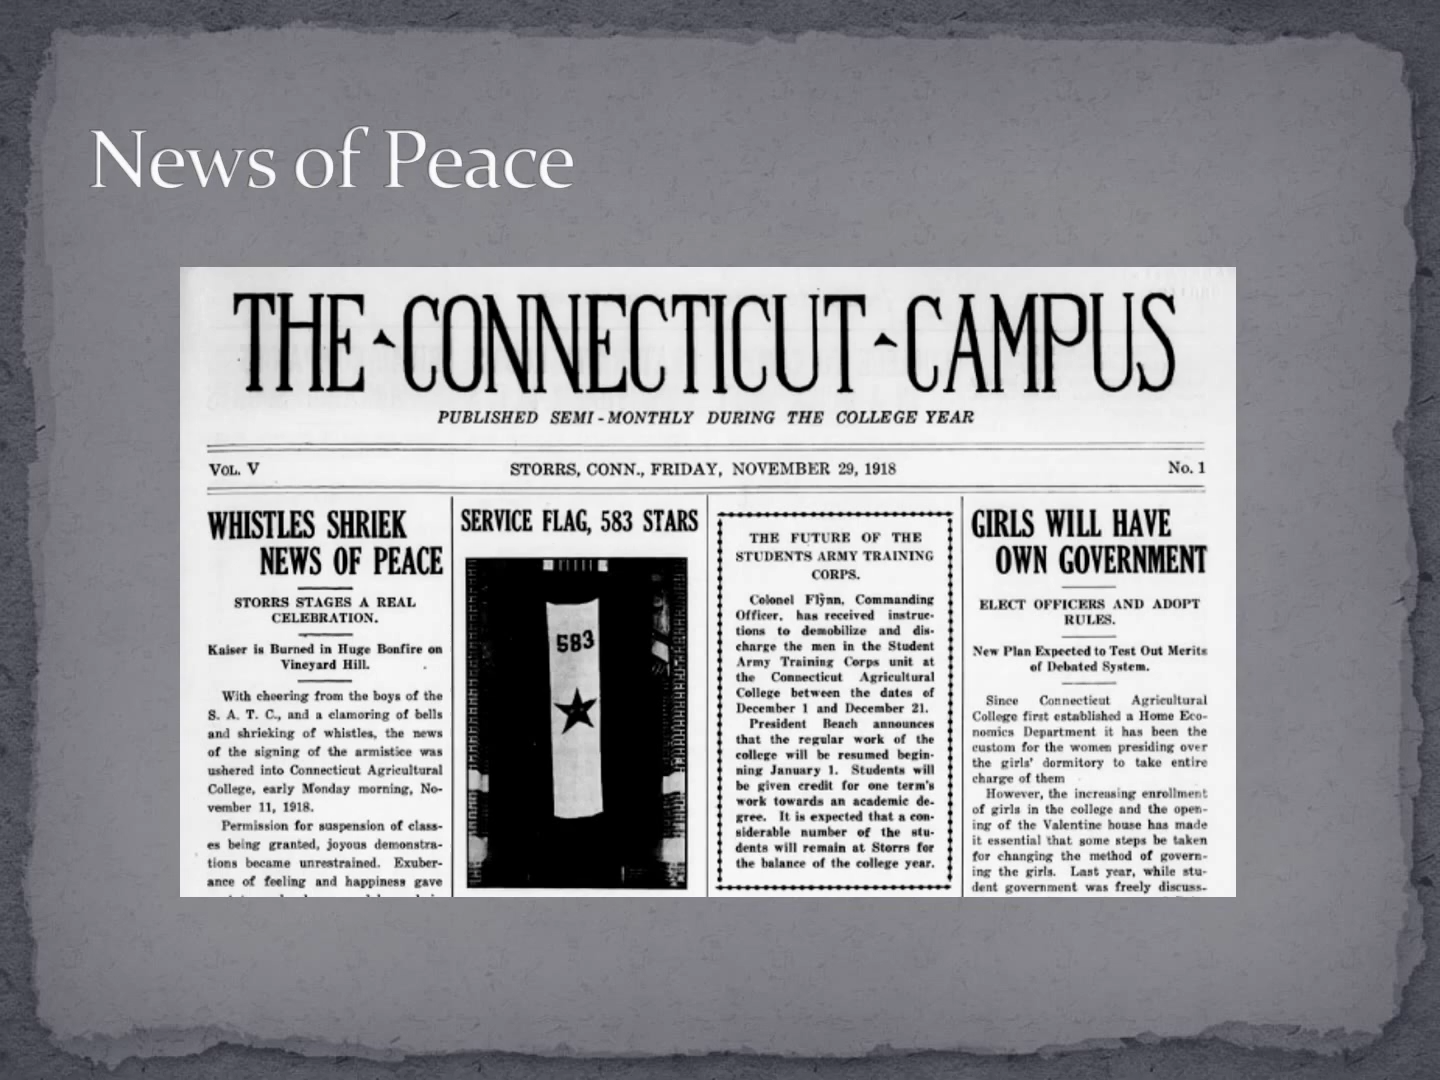 News of Peace
THE CONNECTICUT CAMPUS
PUBLISHED SEMI-MONTHLY DURING THE COLLEGE YEAR
VOL. V STORRS, CONN., FRIDAY, NOVEMBER 29, 1918 No. 1
WHISTLES SHRIEK
NEWS OF PEACE
STORRS STAGES A REAL
CELEBRATION.
Kaiser is Burned in Huge Bonfire on
Vineyard Hill.
With cheering from the boys of the
S. A. T. C., and a clamoring of bells
and shrieking of whistles, the news
of the signing of the armistice was
ushered into Connecticut Agricultural
College, early Monday morning, No-
vember 11, 1918.
Permission for suspension of class-
es being granted, joyous demonstra-
tions became unrestrained. Exuber-
ance of feeling and happiness gave
SERVICE FLAG, 583 STARS
583
THE FUTURE OF THE
STUDENTS ARMY TRAINING
CORPS.
Colonel Flynn, Commanding
Officer, has received instruc-
tions to demobilize and dis-
charge the men in the Student
Army Training Corps unit at
the Connecticut Agricultural
College between the dates of
December 1 and December 21.
President Beach announces
that the regular work of the
college will be resumed begin-
ning January 1. Students will
be given credit for one term's
work towards an academic de-
gree. It is expected that a con-
siderable number of the stu-
dents will remain at Storrs for
the balance of the college year.
GIRLS WILL HAVE
OWN GOVERNMENT
ELECT OFFICERS AND ADOPT
RULES.
New Plan Expected to Test Out Merits
of Debated System.
Since Connecticut Agricultural
College first established a Home Eco-
nomics Department it has been the
custom for the women presiding over
the girls' dormitory to take entire
charge of them
However, the increasing enrollment
of girls in the college and the open-
ing of the Valentine house has made
it essential that some steps be taken
for changing the method of govern-
ing the girls. Last year, while stu-
dent government was freely discuss-